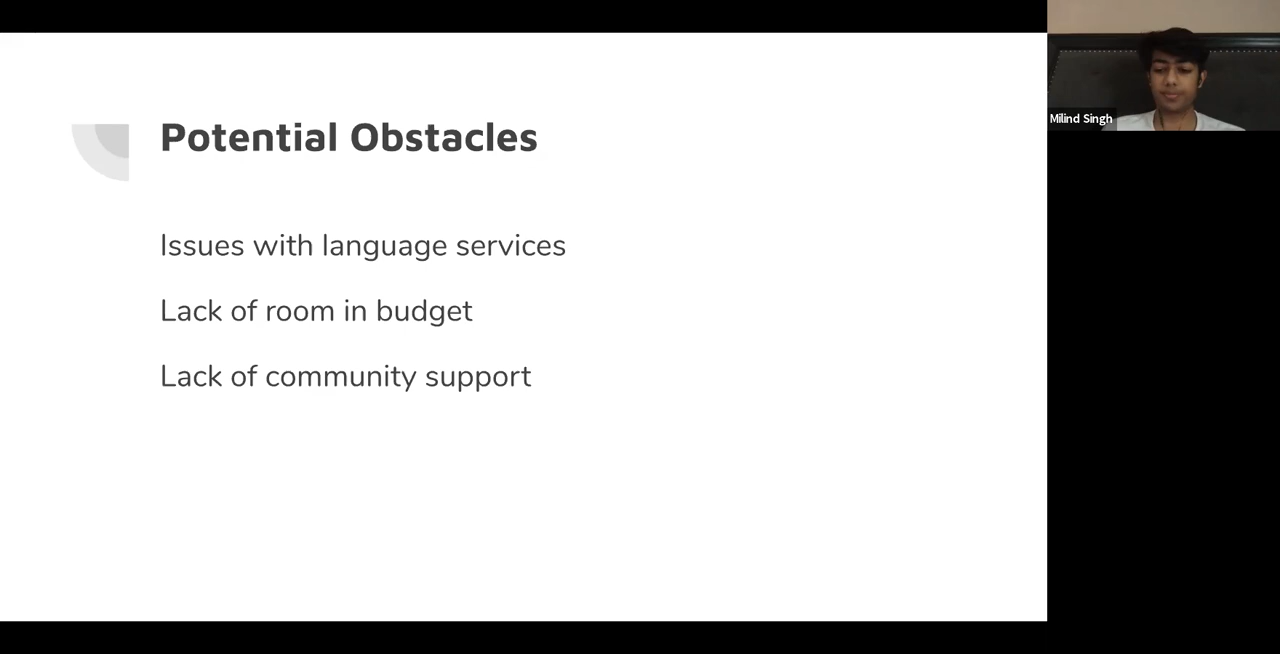 Potential Obstacles
Issues with language services
Lack of room in budget
Lack of community support
Milind Singh